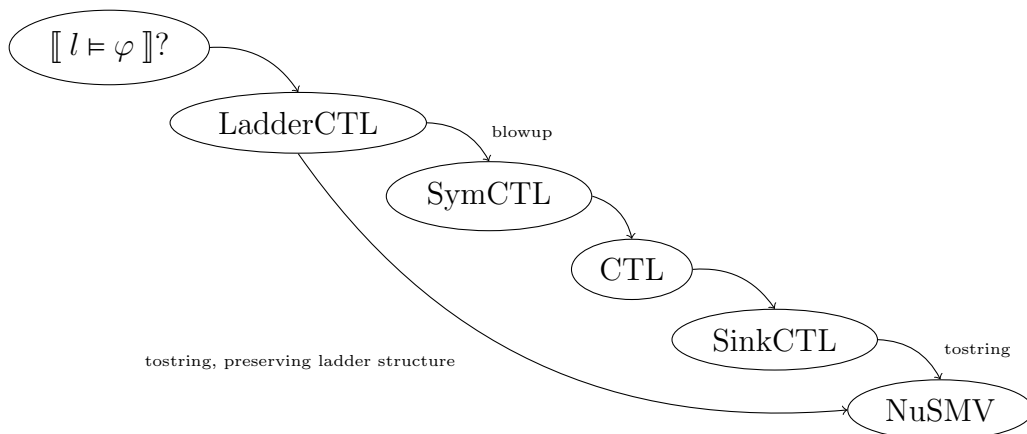 ⟦ l ⊨ φ ⟧?
LadderCTL
blowup
SymCTL
CTL
SinkCTL
tostring
tostring, preserving ladder structure
NuSMV